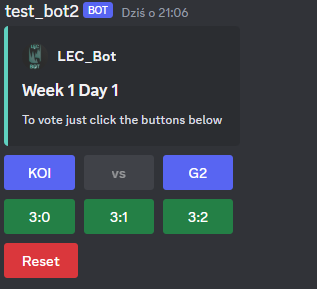 test_bot2 BOT Dziś o 21:06
LEC_Bot
Week 1 Day 1
To vote just click the buttons below
KOI vs G2
3:0 3:1 3:2
Reset